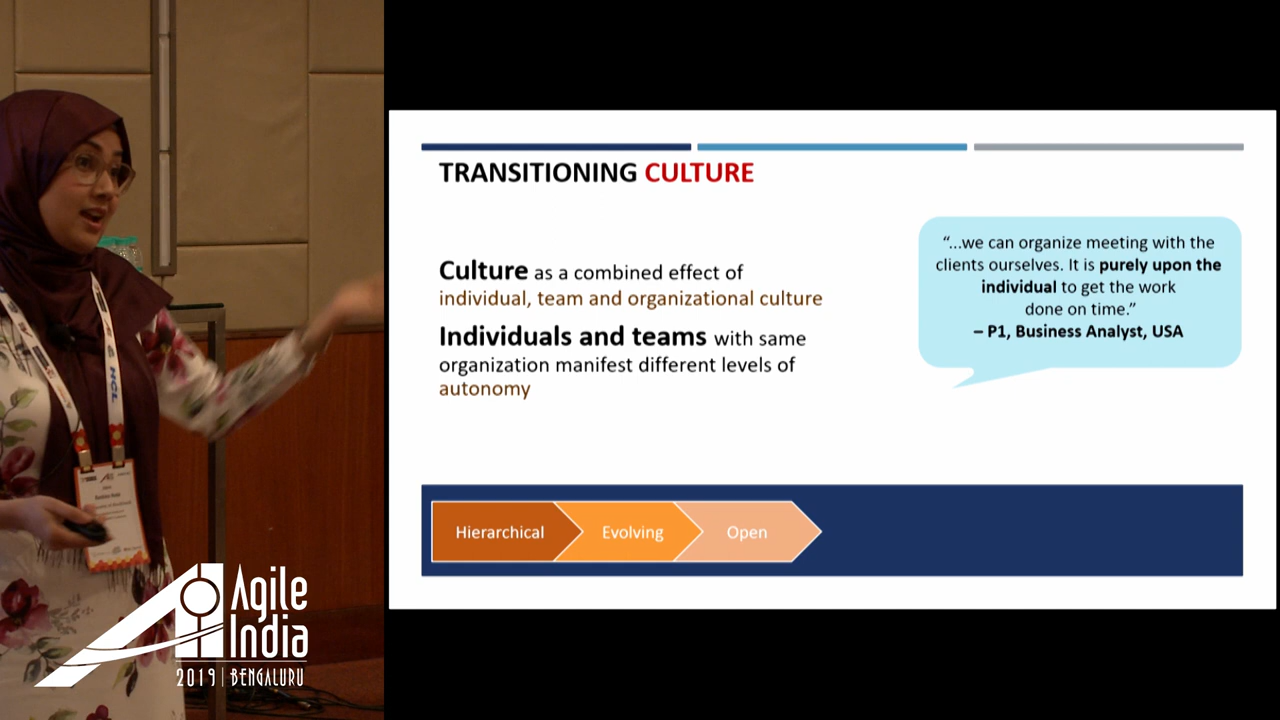 TRANSITIONING CULTURE
Culture as a combined effect of
individual, team and organizational culture
Individuals and teams with same
organization manifest different levels of
autonomy
“...we can organize meeting with the
clients ourselves. It is purely upon the
individual to get the work
done on time.”
– P1, Business Analyst, USA
Hierarchical
Evolving
Open
HCL
Agile
India
2019 | BENGALURU